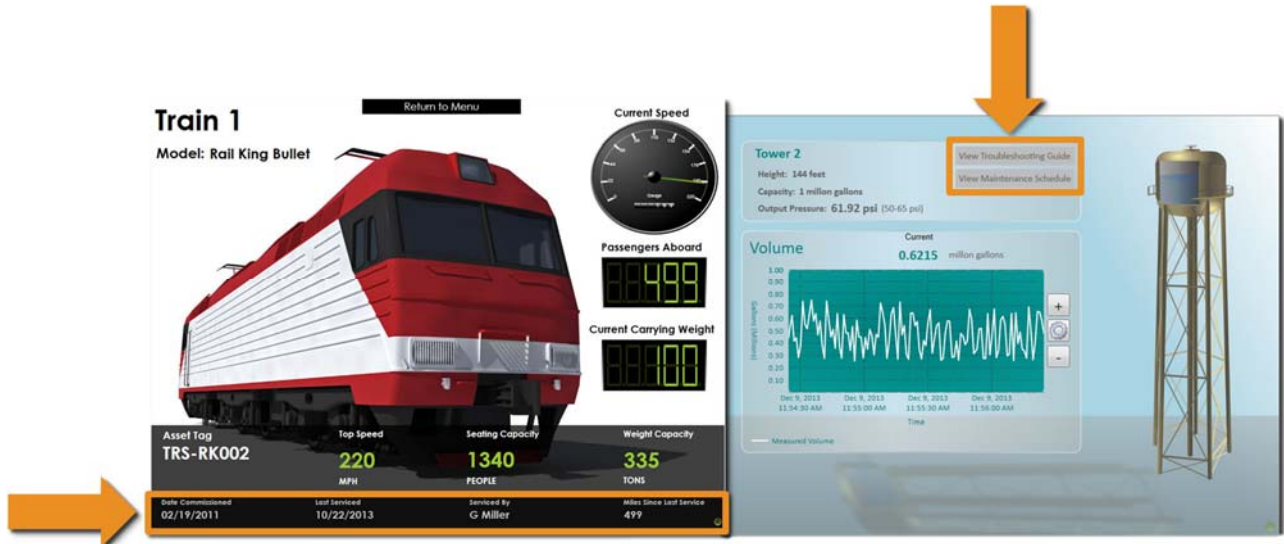 Return to Menu
Train 1
Model: Rail King Bullet
Current Speed
Passengers Aboard
499
Current Carrying Weight
100
Asset Tag
TRS-RK002
Top Speed
220
MPH
Seating Capacity
1340
PEOPLE
Weight Capacity
335
TONS
Date Commissioned
02/19/2011
Last Serviced
10/22/2013
Serviced By
G Miller
Miles Since Last Service
499
Tower 2
Height: 144 feet
Capacity: 1 millon gallons
Output Pressure: 61.92 psi (50-65 psi)
View Troubleshooting Guide
View Maintenance Schedule
Volume
Current
0.6215 millon gallons
1.00
0.90
0.80
0.70
0.60
0.50
0.40
0.30
0.20
0.10
Gallons (Millions)
+
-
Dec 9, 2013
11:54:30 AM
Dec 9, 2013
11:55:00 AM
Dec 9, 2013
11:55:30 AM
Dec 9, 2013
11:56:00 AM
Time
Measured Volume